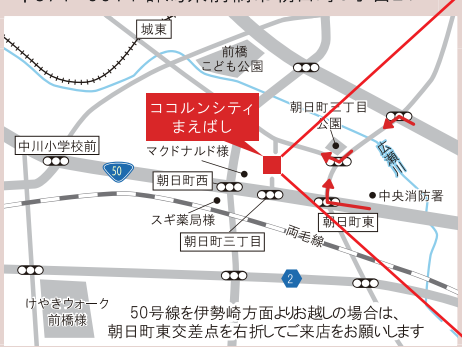 城東
前橋
こども公園
ココルンシティ
まえばし
朝日町三丁目
公園
広瀬川
中川小学校前
50
マクドナルド様
朝日町西
中央消防署
スギ薬局様
朝日町東
朝日町三丁目
両毛線
2
けやきウォーク
前橋様
50号線を伊勢崎方面よりお越しの場合は、
朝日町東交差点を右折してご来店をお願いします